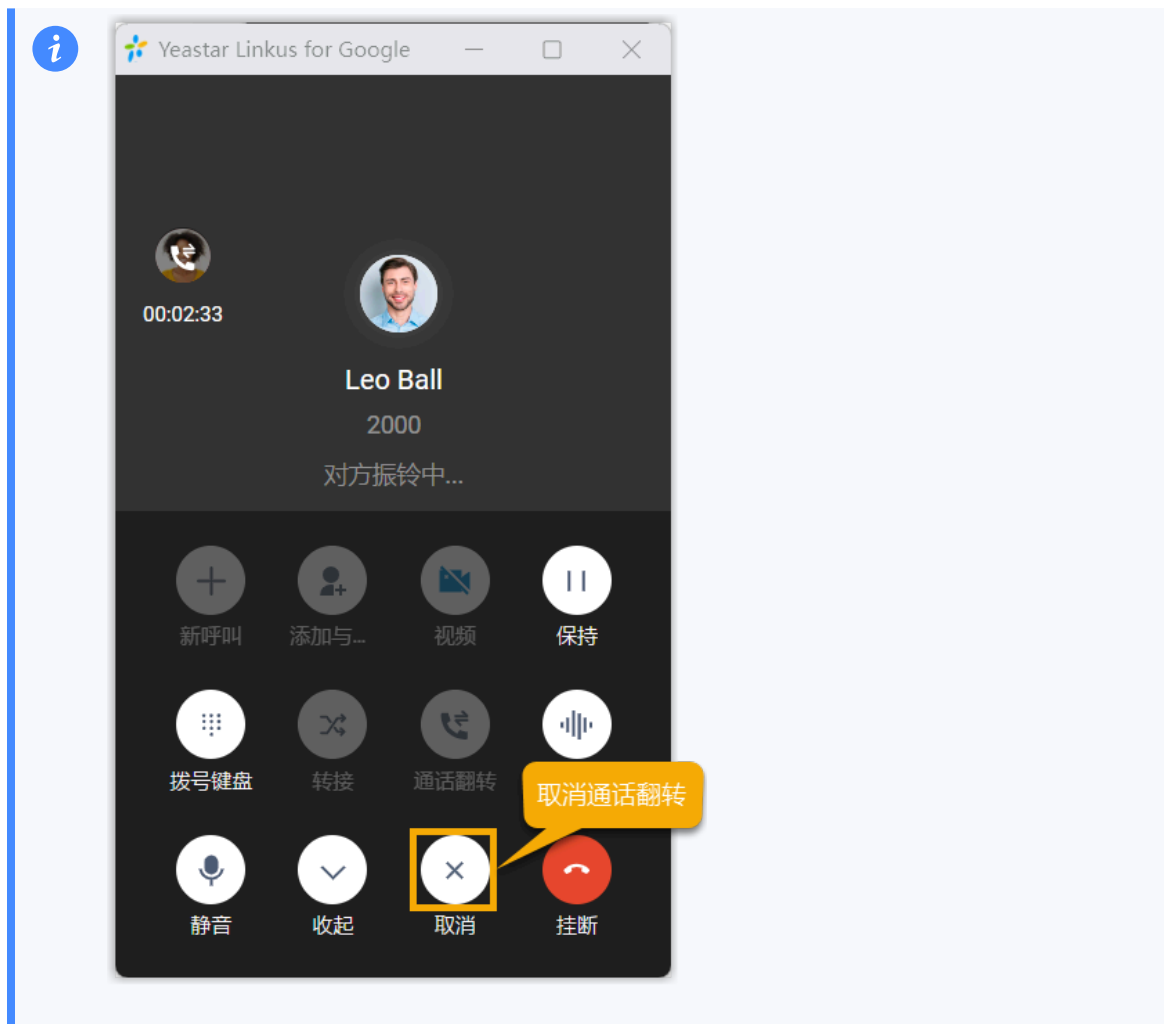 Yeastar Linkus for Google
00:02:33
Leo Ball
2000
对方振铃中...
新呼叫
添加与...
视频
保持
拨号键盘
转接
通话翻转
取消通话翻转
静音
收起
取消
挂断